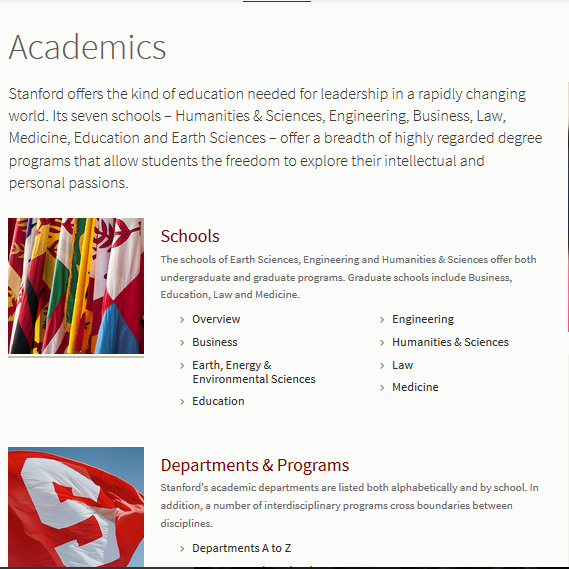 Academics
Stanford offers the kind of education needed for leadership in a rapidly changing
world. Its seven schools – Humanities & Sciences, Engineering, Business, Law,
Medicine, Education and Earth Sciences – offer a breadth of highly regarded degree
programs that allow students the freedom to explore their intellectual and
personal passions.
Schools
The schools of Earth Sciences, Engineering and Humanities & Sciences offer both
undergraduate and graduate programs. Graduate schools include Business,
Education, Law and Medicine.
Overview
Business
Earth, Energy &
Environmental Sciences
Education
Engineering
Humanities & Sciences
Law
Medicine
Departments & Programs
Stanford's academic departments are listed both alphabetically and by school. In
addition, a number of interdisciplinary programs cross boundaries between
disciplines.
Departments A to Z